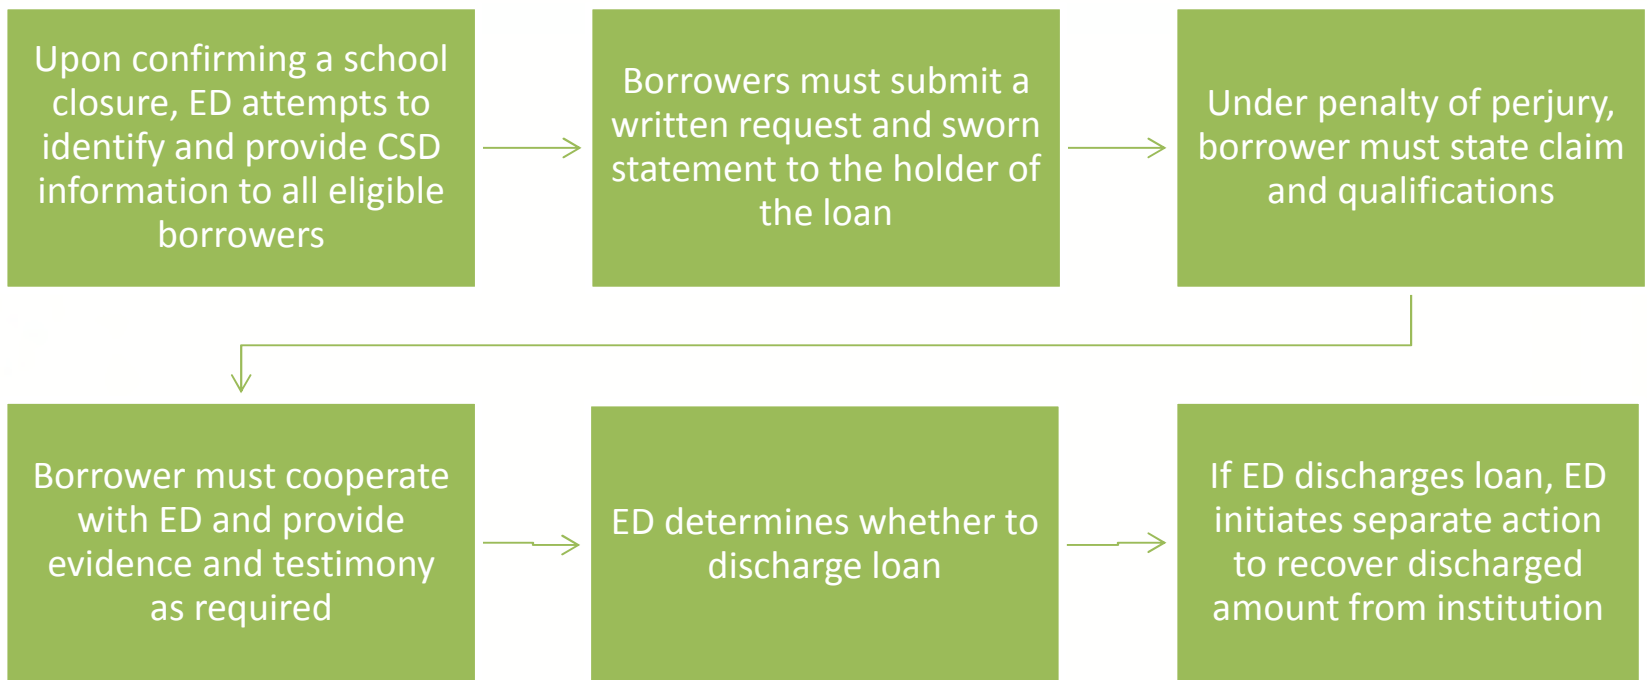 Upon confirming a school
closure, ED attempts to
identify and provide CSD
information to all eligible
borrowers
Borrowers must submit a
written request and sworn
statement to the holder of
the loan
Under penalty of perjury,
borrower must state claim
and qualifications
Borrower must cooperate
with ED and provide
evidence and testimony
as required
ED determines whether to
discharge loan
If ED discharges loan, ED
initiates separate action
to recover discharged
amount from institution